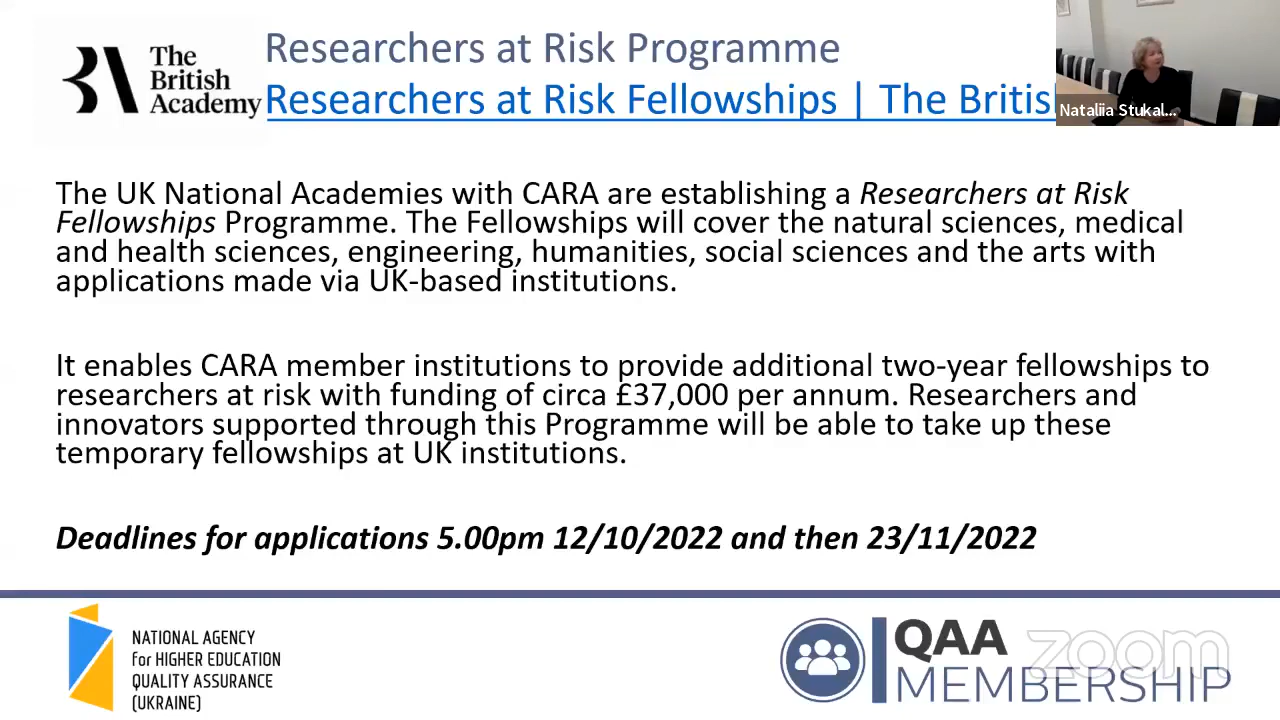 The
British
Academy
Researchers at Risk Programme
Researchers at Risk Fellowships | The Britis
Nataliia Stukal...
The UK National Academies with CARA are establishing a Researchers at Risk
Fellowships Programme. The Fellowships will cover the natural sciences, medical
and health sciences, engineering, humanities, social sciences and the arts with
applications made via UK-based institutions.
It enables CARA member institutions to provide additional two-year fellowships to
researchers at risk with funding of circa £37,000 per annum. Researchers and
innovators supported through this Programme will be able to take up these
temporary fellowships at UK institutions.
Deadlines for applications 5.00pm 12/10/2022 and then 23/11/2022
NATIONAL AGENCY
for HIGHER EDUCATION
QUALITY ASSURANCE
(UKRAINE)
QAA
MEMBERSHIP
zoom